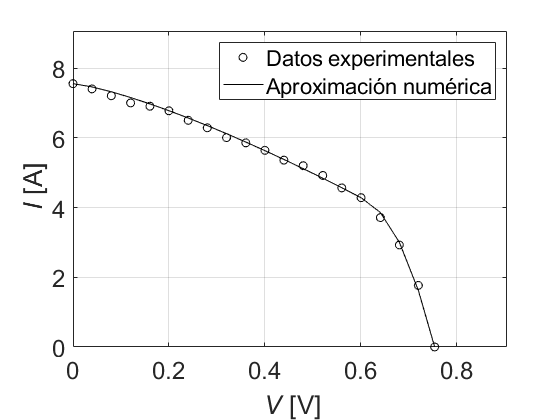 Datos experimentales
Aproximación numérica
8
6
4
2
0
I [A]
0 0.2 0.4 0.6 0.8
V [V]